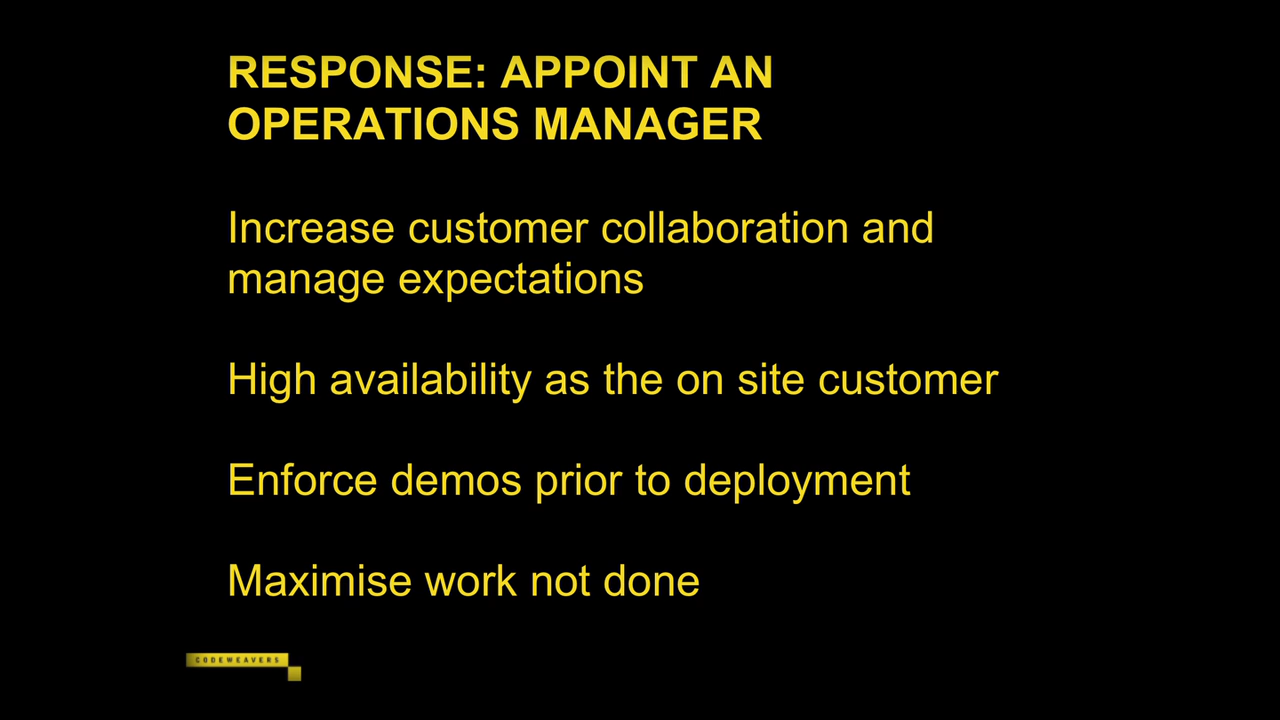 RESPONSE: APPOINT AN
OPERATIONS MANAGER
Increase customer collaboration and
manage expectations
High availability as the on site customer
Enforce demos prior to deployment
Maximise work not done
CODEWEAVERS